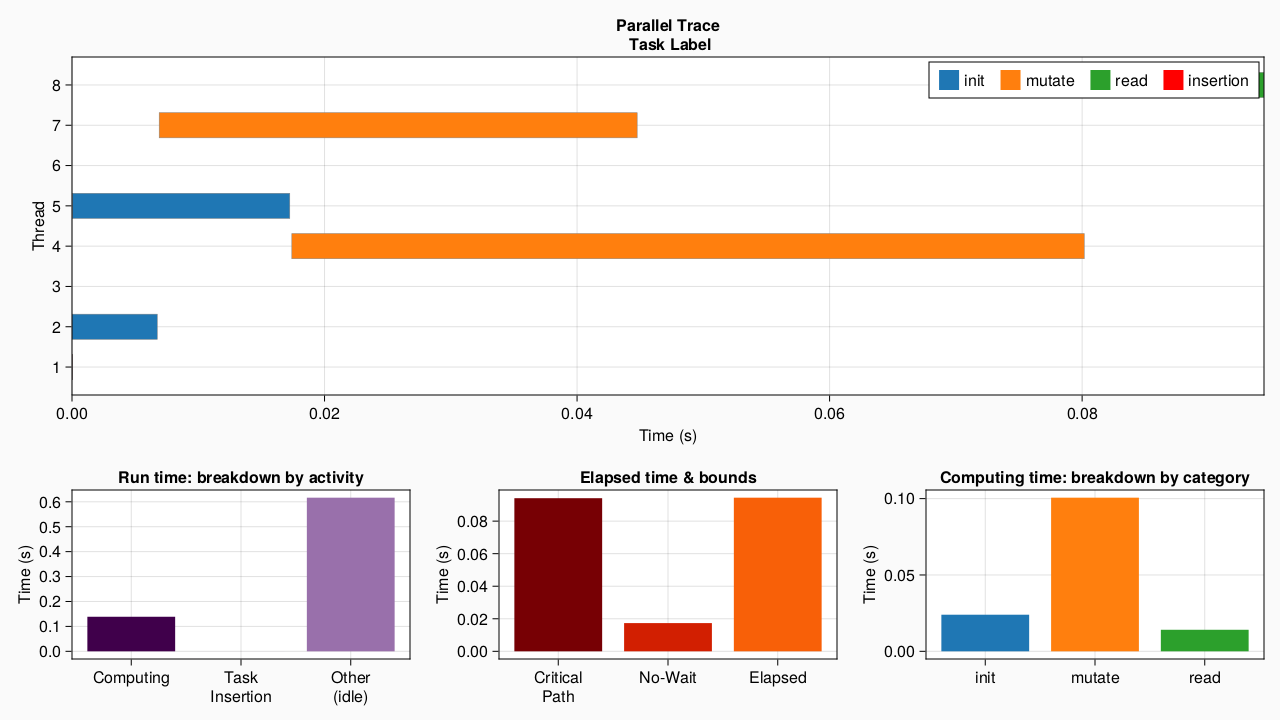 Parallel Trace
Task Label
init mutate read insertion
8
7
6
5
4
3
2
1
Thread
0.00 0.02 0.04 0.06 0.08
Time (s)
Run time: breakdown by activity
0.6
0.5
0.4
0.3
0.2
0.1
0.0
Time (s)
Computing Task Insertion Other (idle)
Elapsed time & bounds
0.08
0.06
0.04
0.02
0.00
Time (s)
Critical Path No-Wait Elapsed
Computing time: breakdown by category
0.10
0.05
0.00
Time (s)
init mutate read